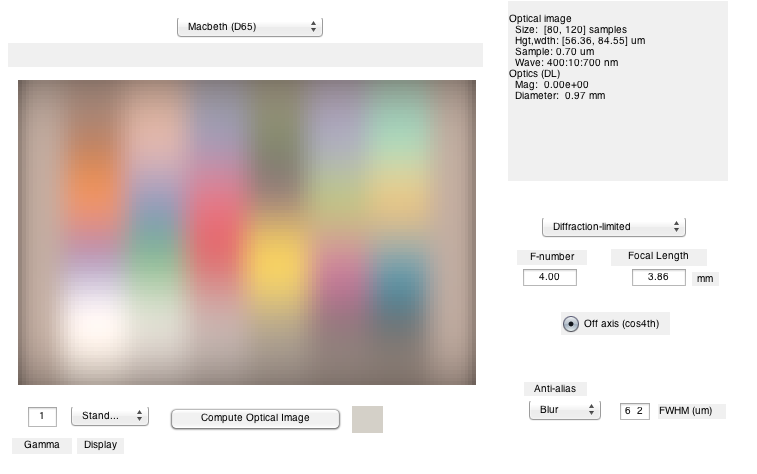 Macbeth (D65)
Optical image
Size: [80, 120] samples
Hgt,wdth: [56.36, 84.55] um
Sample: 0.70 um
Wave: 400:10:700 nm
Optics (DL)
Mag: 0.00e+00
Diameter: 0.97 mm
Diffraction-limited
F-number
Focal Length
4.00
3.86
mm
Off axis (cos4th)
Anti-alias
Blur
6 2
FWHM (um)
1
Stand...
Compute Optical Image
Gamma
Display